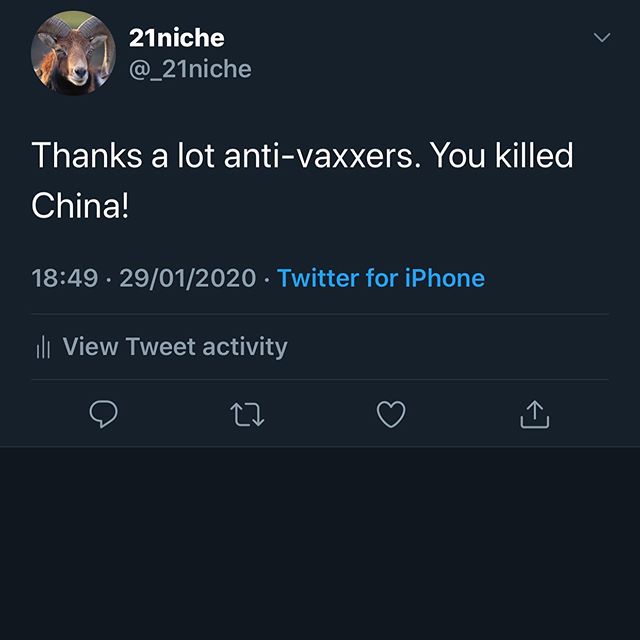 21niche
@_21niche
Thanks a lot anti-vaxxers. You killed
China!
18:49 · 29/01/2020 · Twitter for iPhone
View Tweet activity